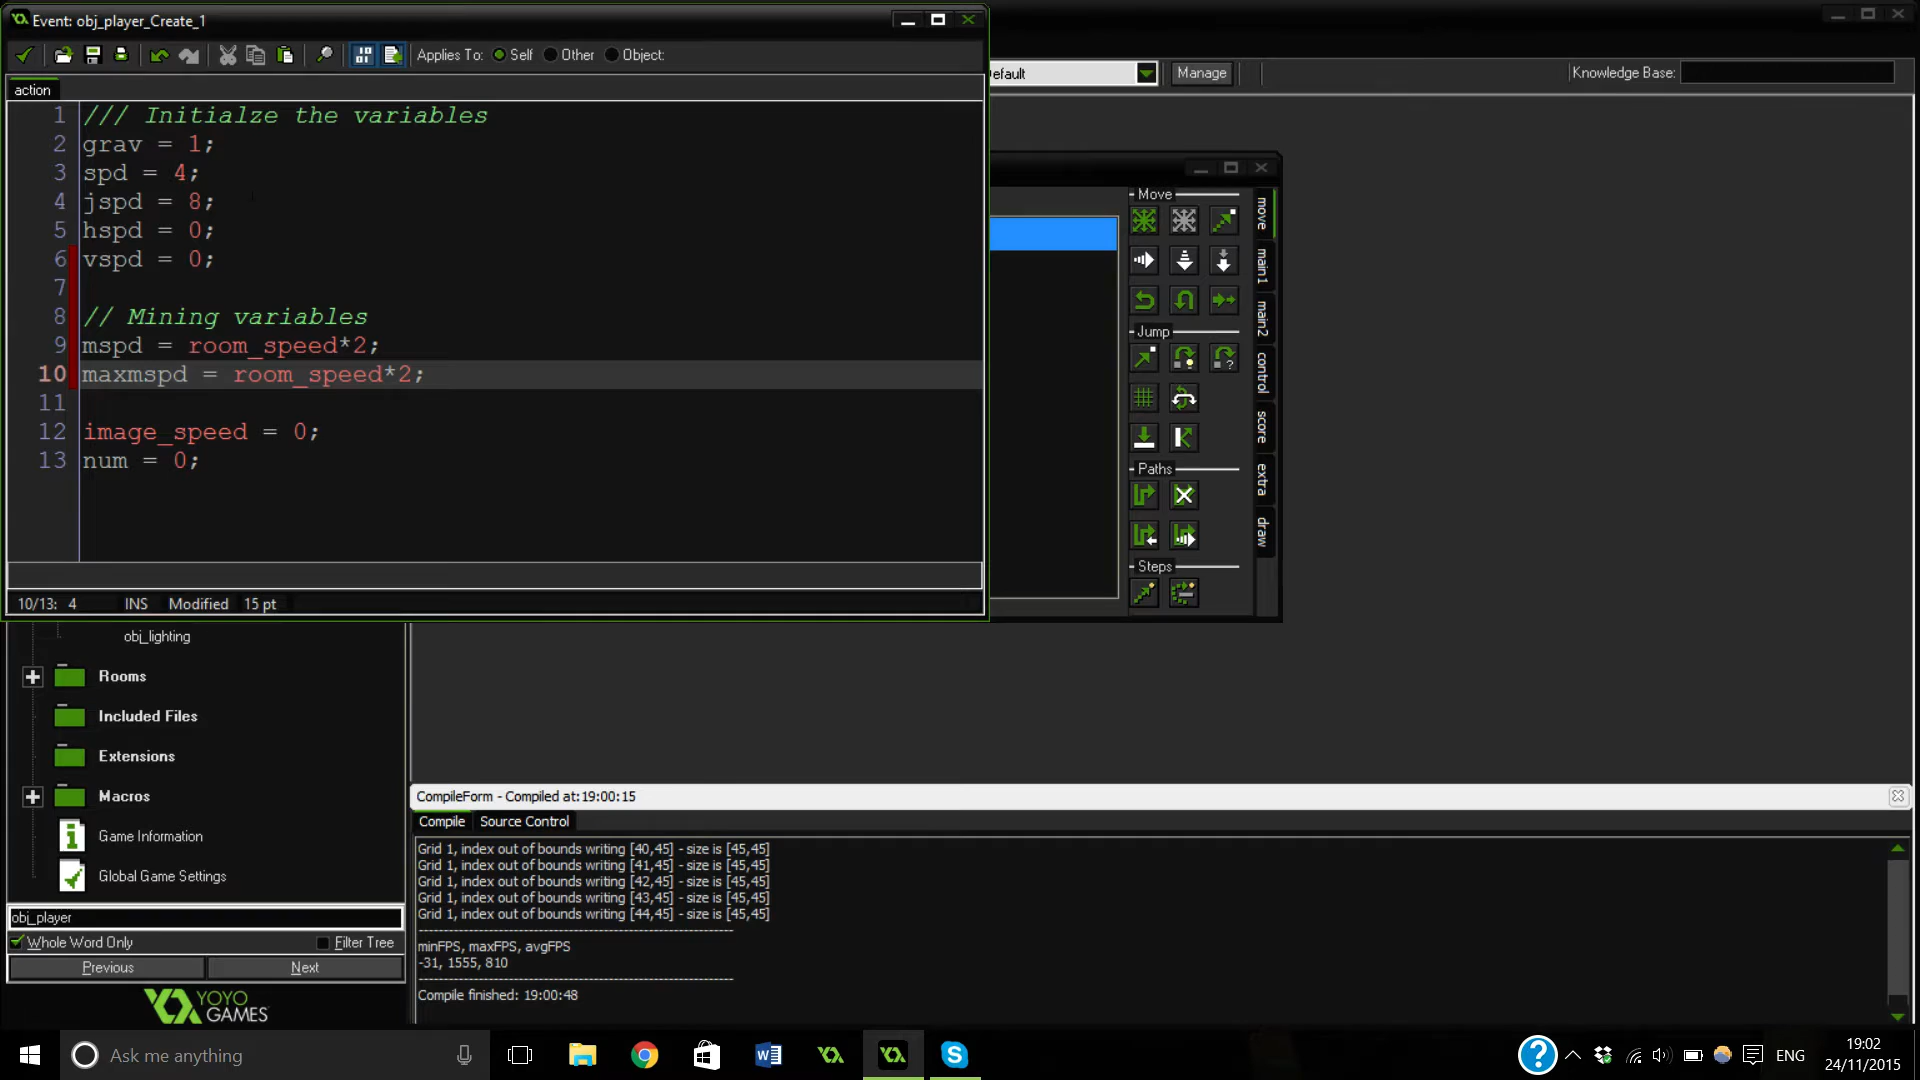 Event: obj_player_Create_1
Applies To: Self Other Object:
efault Manage Knowledge Base:
action
1 /// Initialze the variables
2 grav = 1;
3 spd = 4;
4 jspd = 8;
5 hspd = 0;
6 vspd = 0;
7
8 // Mining variables
9 mspd = room_speed*2;
10 maxmspd = room_speed*2;
11
12 image_speed = 0;
13 num = 0;
10/13: 4 INS Modified 15 pt
Move
Jump
Paths
Steps
move
main1
main2
control
score
extra
draw
obj_lighting
Rooms
Included Files
Extensions
Macros
Game Information
Global Game Settings
obj_player
Whole Word Only Filter Tree
Previous Next
YOYO
GAMES
CompileForm - Compiled at:19:00:15
Compile Source Control
Grid 1, index out of bounds writing [40,45] - size is [45,45]
Grid 1, index out of bounds writing [41,45] - size is [45,45]
Grid 1, index out of bounds writing [42,45] - size is [45,45]
Grid 1, index out of bounds writing [43,45] - size is [45,45]
Grid 1, index out of bounds writing [44,45] - size is [45,45]
minFPS, maxFPS, avgFPS
-31, 1555, 810
Compile finished: 19:00:48
Ask me anything
ENG
19:02
24/11/2015